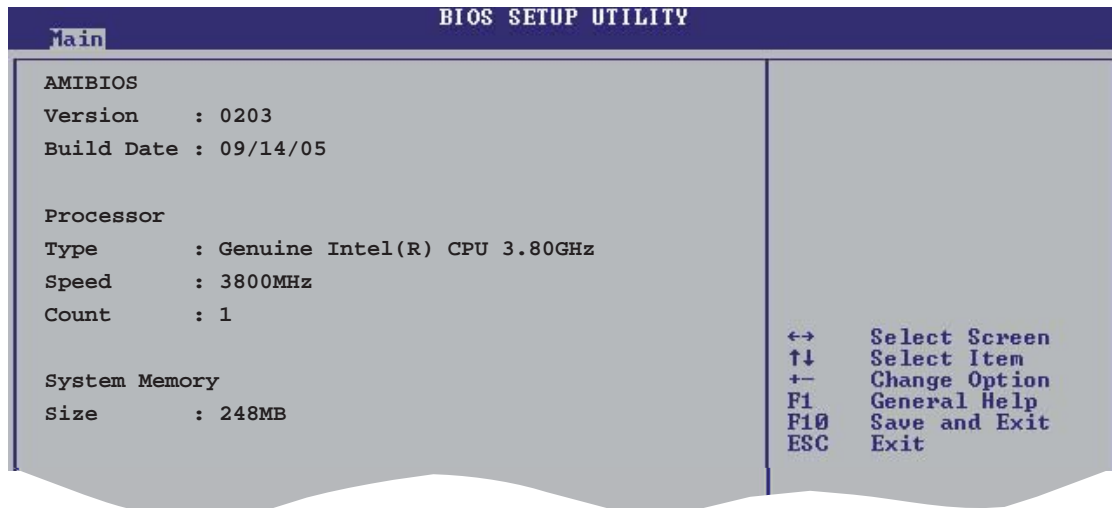 BIOS SETUP UTILITY
Main
AMIBIOS
Version : 0203
Build Date : 09/14/05
Processor
Type : Genuine Intel(R) CPU 3.80GHz
Speed : 3800MHz
Count : 1
System Memory
Size : 248MB
←→ Select Screen
↑↓ Select Item
+- Change Option
F1 General Help
F10 Save and Exit
ESC Exit